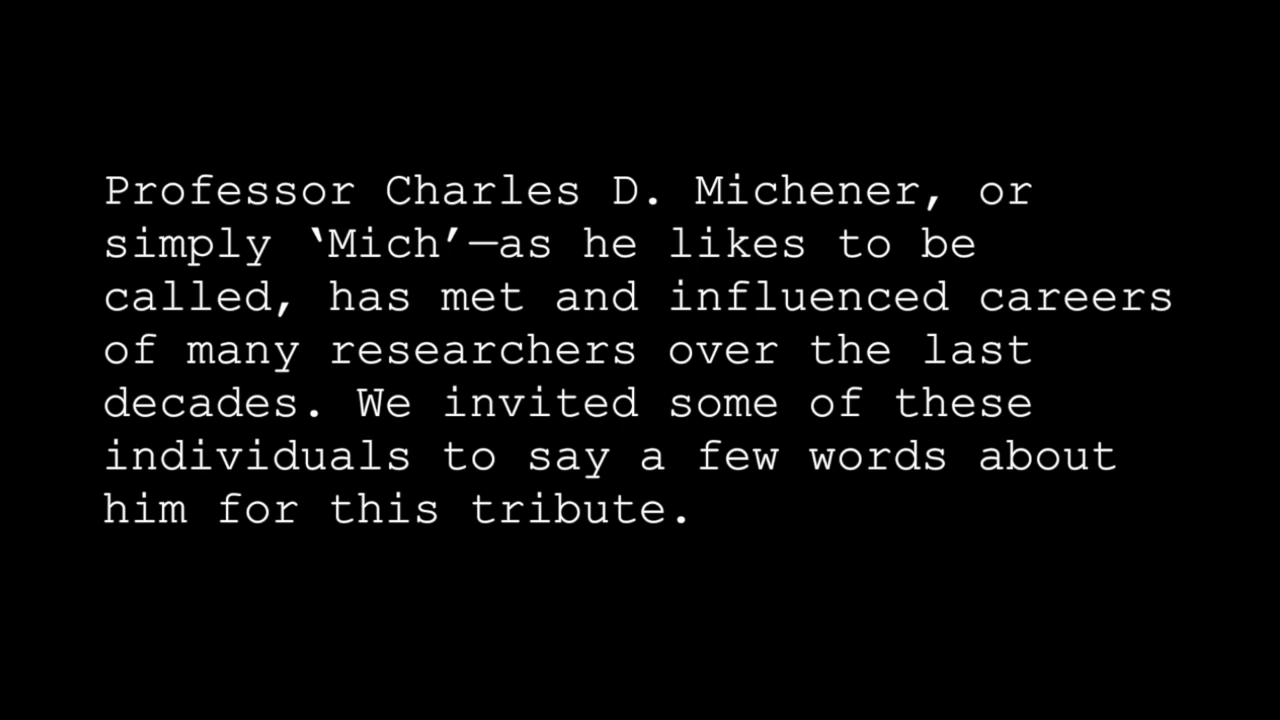 Professor Charles D. Michener, or
simply ‘Mich’—as he likes to be
called, has met and influenced careers
of many researchers over the last
decades. We invited some of these
individuals to say a few words about
him for this tribute.